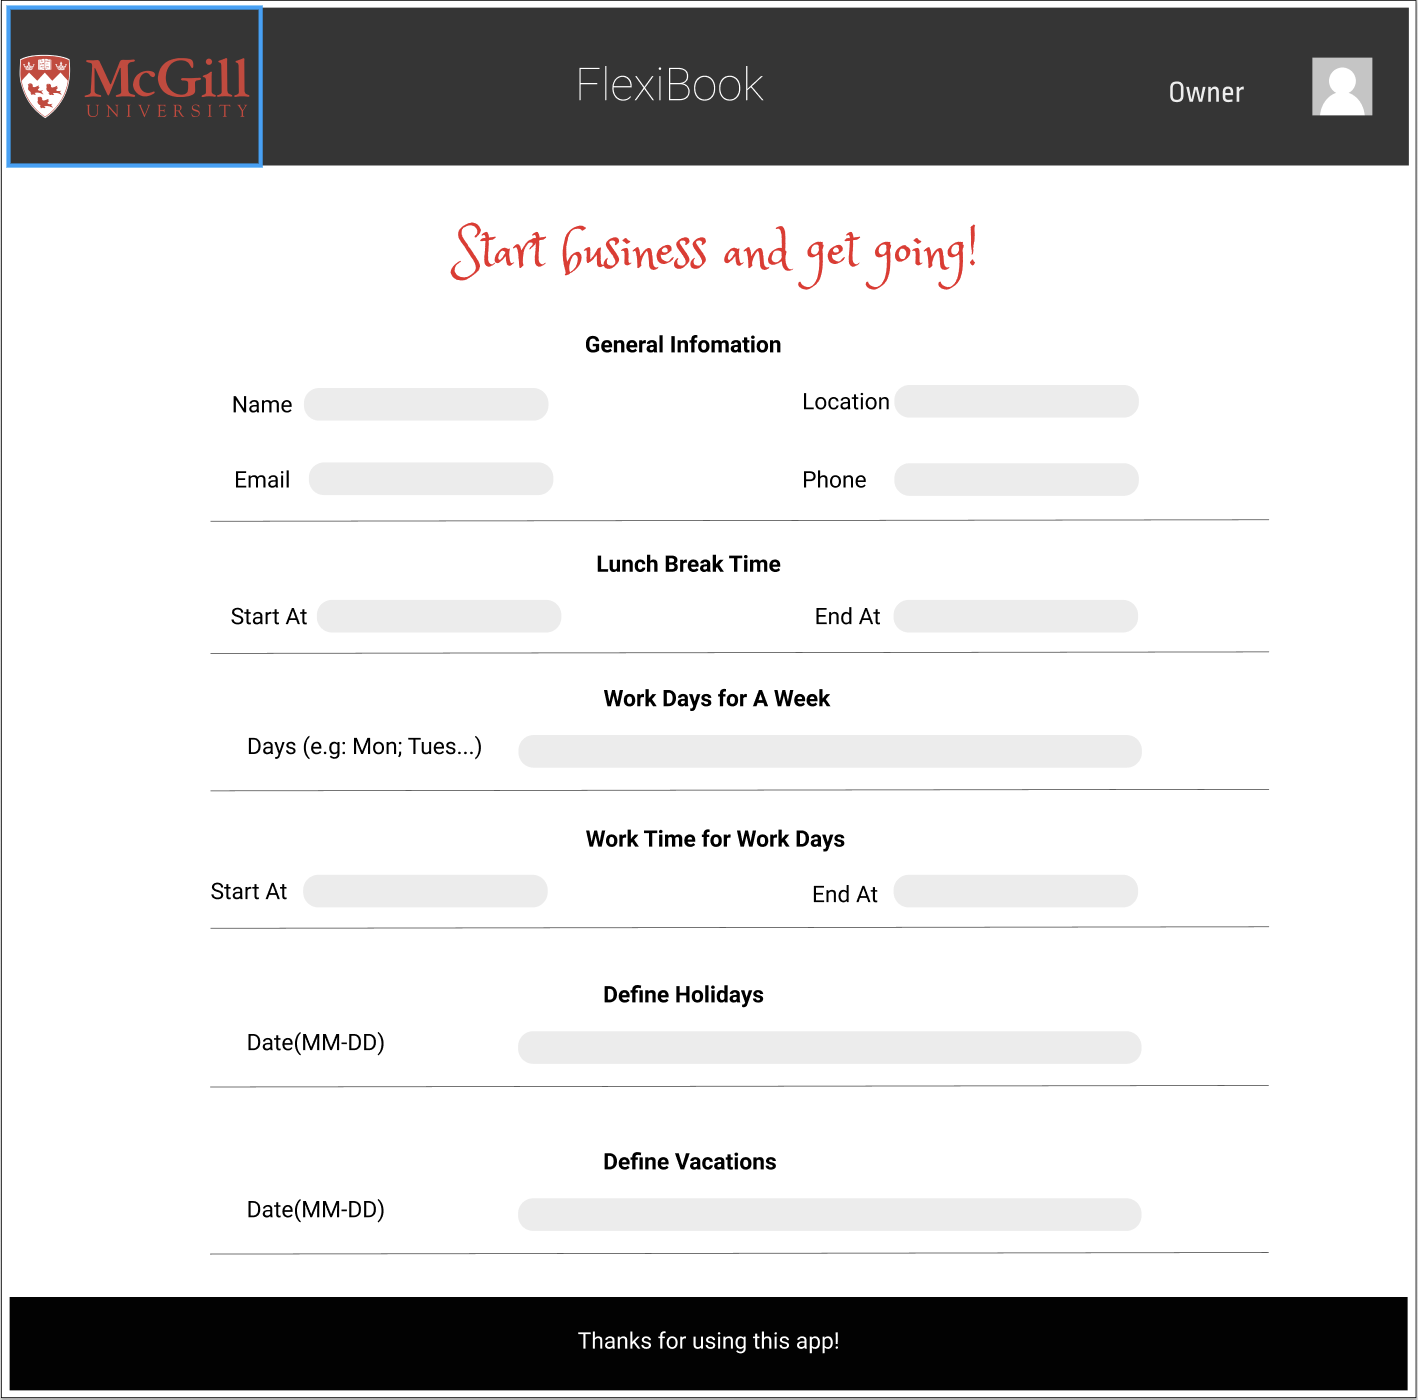 McGill
UNIVERSITY
FlexiBook
Owner
Start business and get going!
General Infomation
Name
Location
Email
Phone
Lunch Break Time
Start At
End At
Work Days for A Week
Days (e.g: Mon; Tues...)
Work Time for Work Days
Start At
End At
Define Holidays
Date(MM-DD)
Define Vacations
Date(MM-DD)
Thanks for using this app!